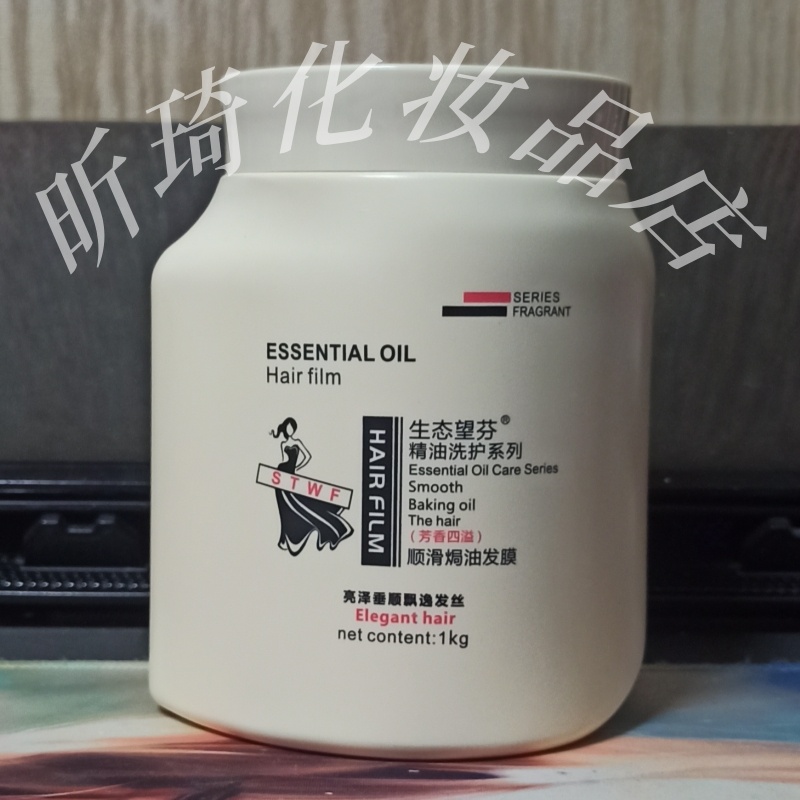 昕琦化妆品店
SERIES
FRAGRANT
ESSENTIAL OIL
Hair film
STWF
HAIR FILM
生态望芬®
精油洗护系列
Essential Oil Care Series
Smooth
Baking oil
The hair
(芳香四溢)
顺滑焗油发膜
亮泽垂顺飘逸发丝
Elegant hair
net content:1kg